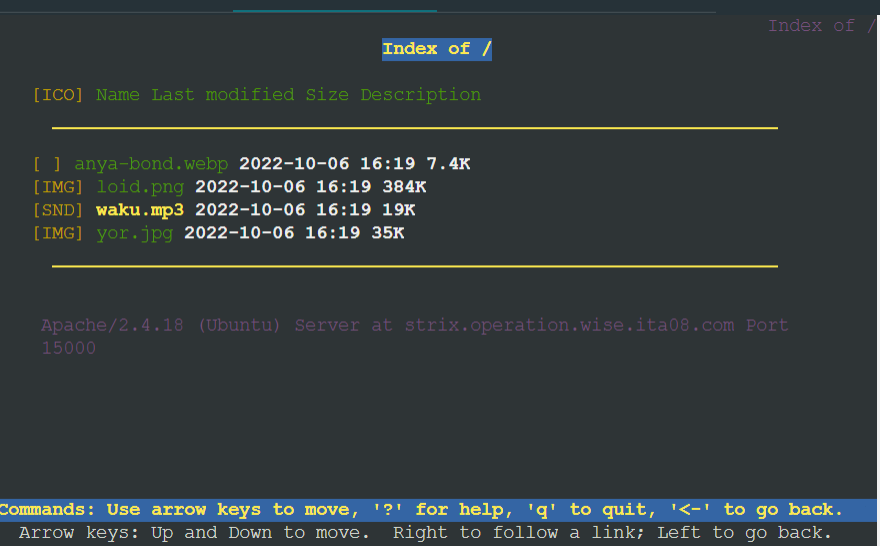 Index of /
Index of /
[ICO] Name Last modified Size Description
[ ] anya-bond.webp 2022-10-06 16:19 7.4K
[IMG] loid.png 2022-10-06 16:19 384K
[SND] waku.mp3 2022-10-06 16:19 19K
[IMG] yor.jpg 2022-10-06 16:19 35K
Apache/2.4.18 (Ubuntu) Server at strix.operation.wise.ita08.com Port
15000
Commands: Use arrow keys to move, '?' for help, 'q' to quit, '<-' to go back.
Arrow keys: Up and Down to move.  Right to follow a link; Left to go back.